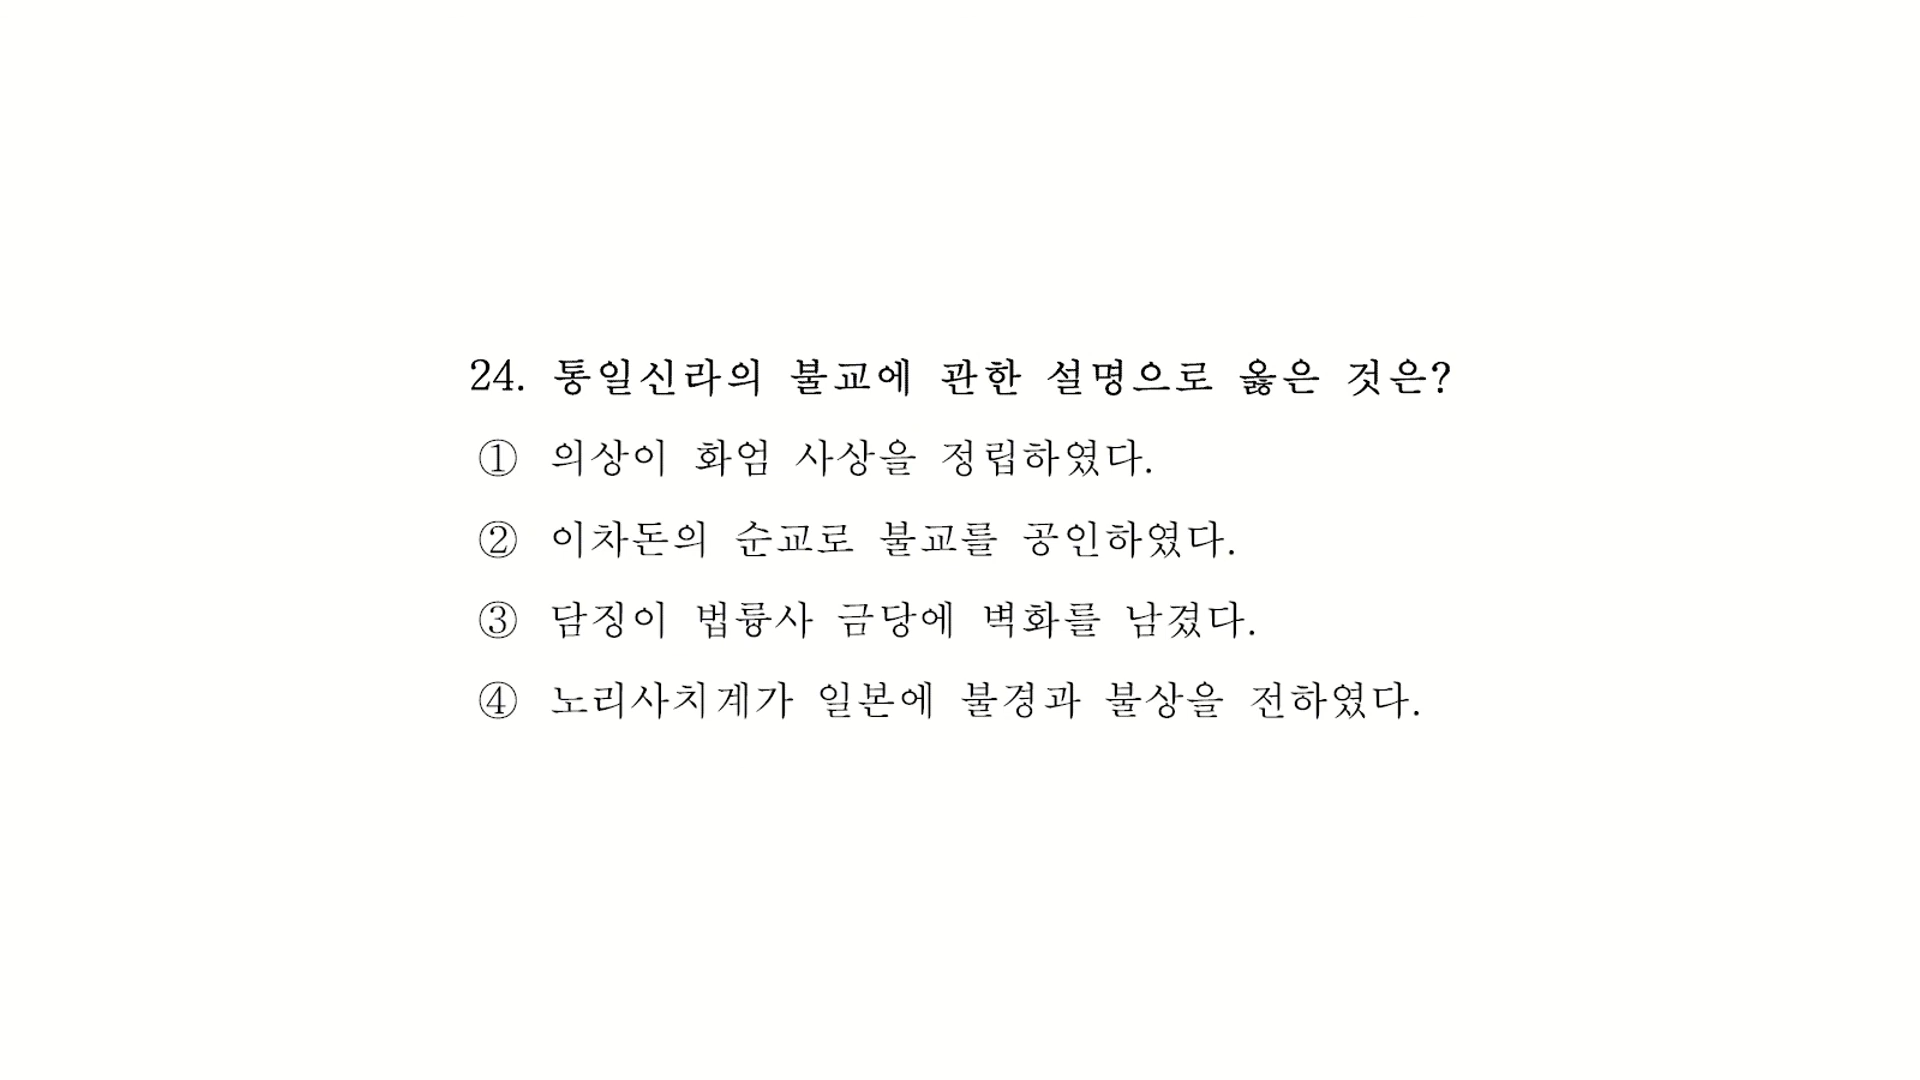 24. 통일신라의 불교에 관한 설명으로 옳은 것은?
① 의상이 화엄 사상을 정립하였다.
② 이차돈의 순교로 불교를 공인하였다.
③ 담징이 법륭사 금당에 벽화를 남겼다.
④ 노리사치계가 일본에 불경과 불상을 전하였다.